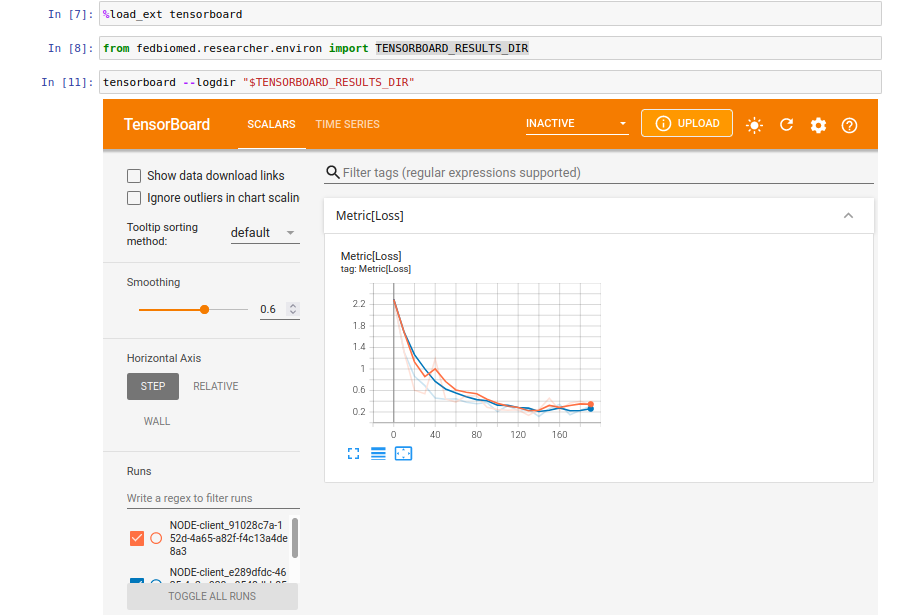 In [7]: %load_ext tensorboard
In [8]: from fedbiomed.researcher.environ import TENSORBOARD_RESULTS_DIR
In [11]: tensorboard --logdir "$TENSORBOARD_RESULTS_DIR"
TensorBoard SCALARS TIME SERIES INACTIVE UPLOAD
Show data download links
Ignore outliers in chart scalin
Tooltip sorting
method: default
Smoothing
0.6
Horizontal Axis
STEP RELATIVE
WALL
Runs
Write a regex to filter runs
NODE-client_91028c7a-1
52d-4a65-a82f-f4c13a4de
8a3
NODE-client_e289dfdc-46
TOGGLE ALL RUNS
Filter tags (regular expressions supported)
Metric[Loss]
Metric[Loss]
tag: Metric[Loss]
2.2
1.8
1.4
1
0.6
0.2
0 40 80 120 160